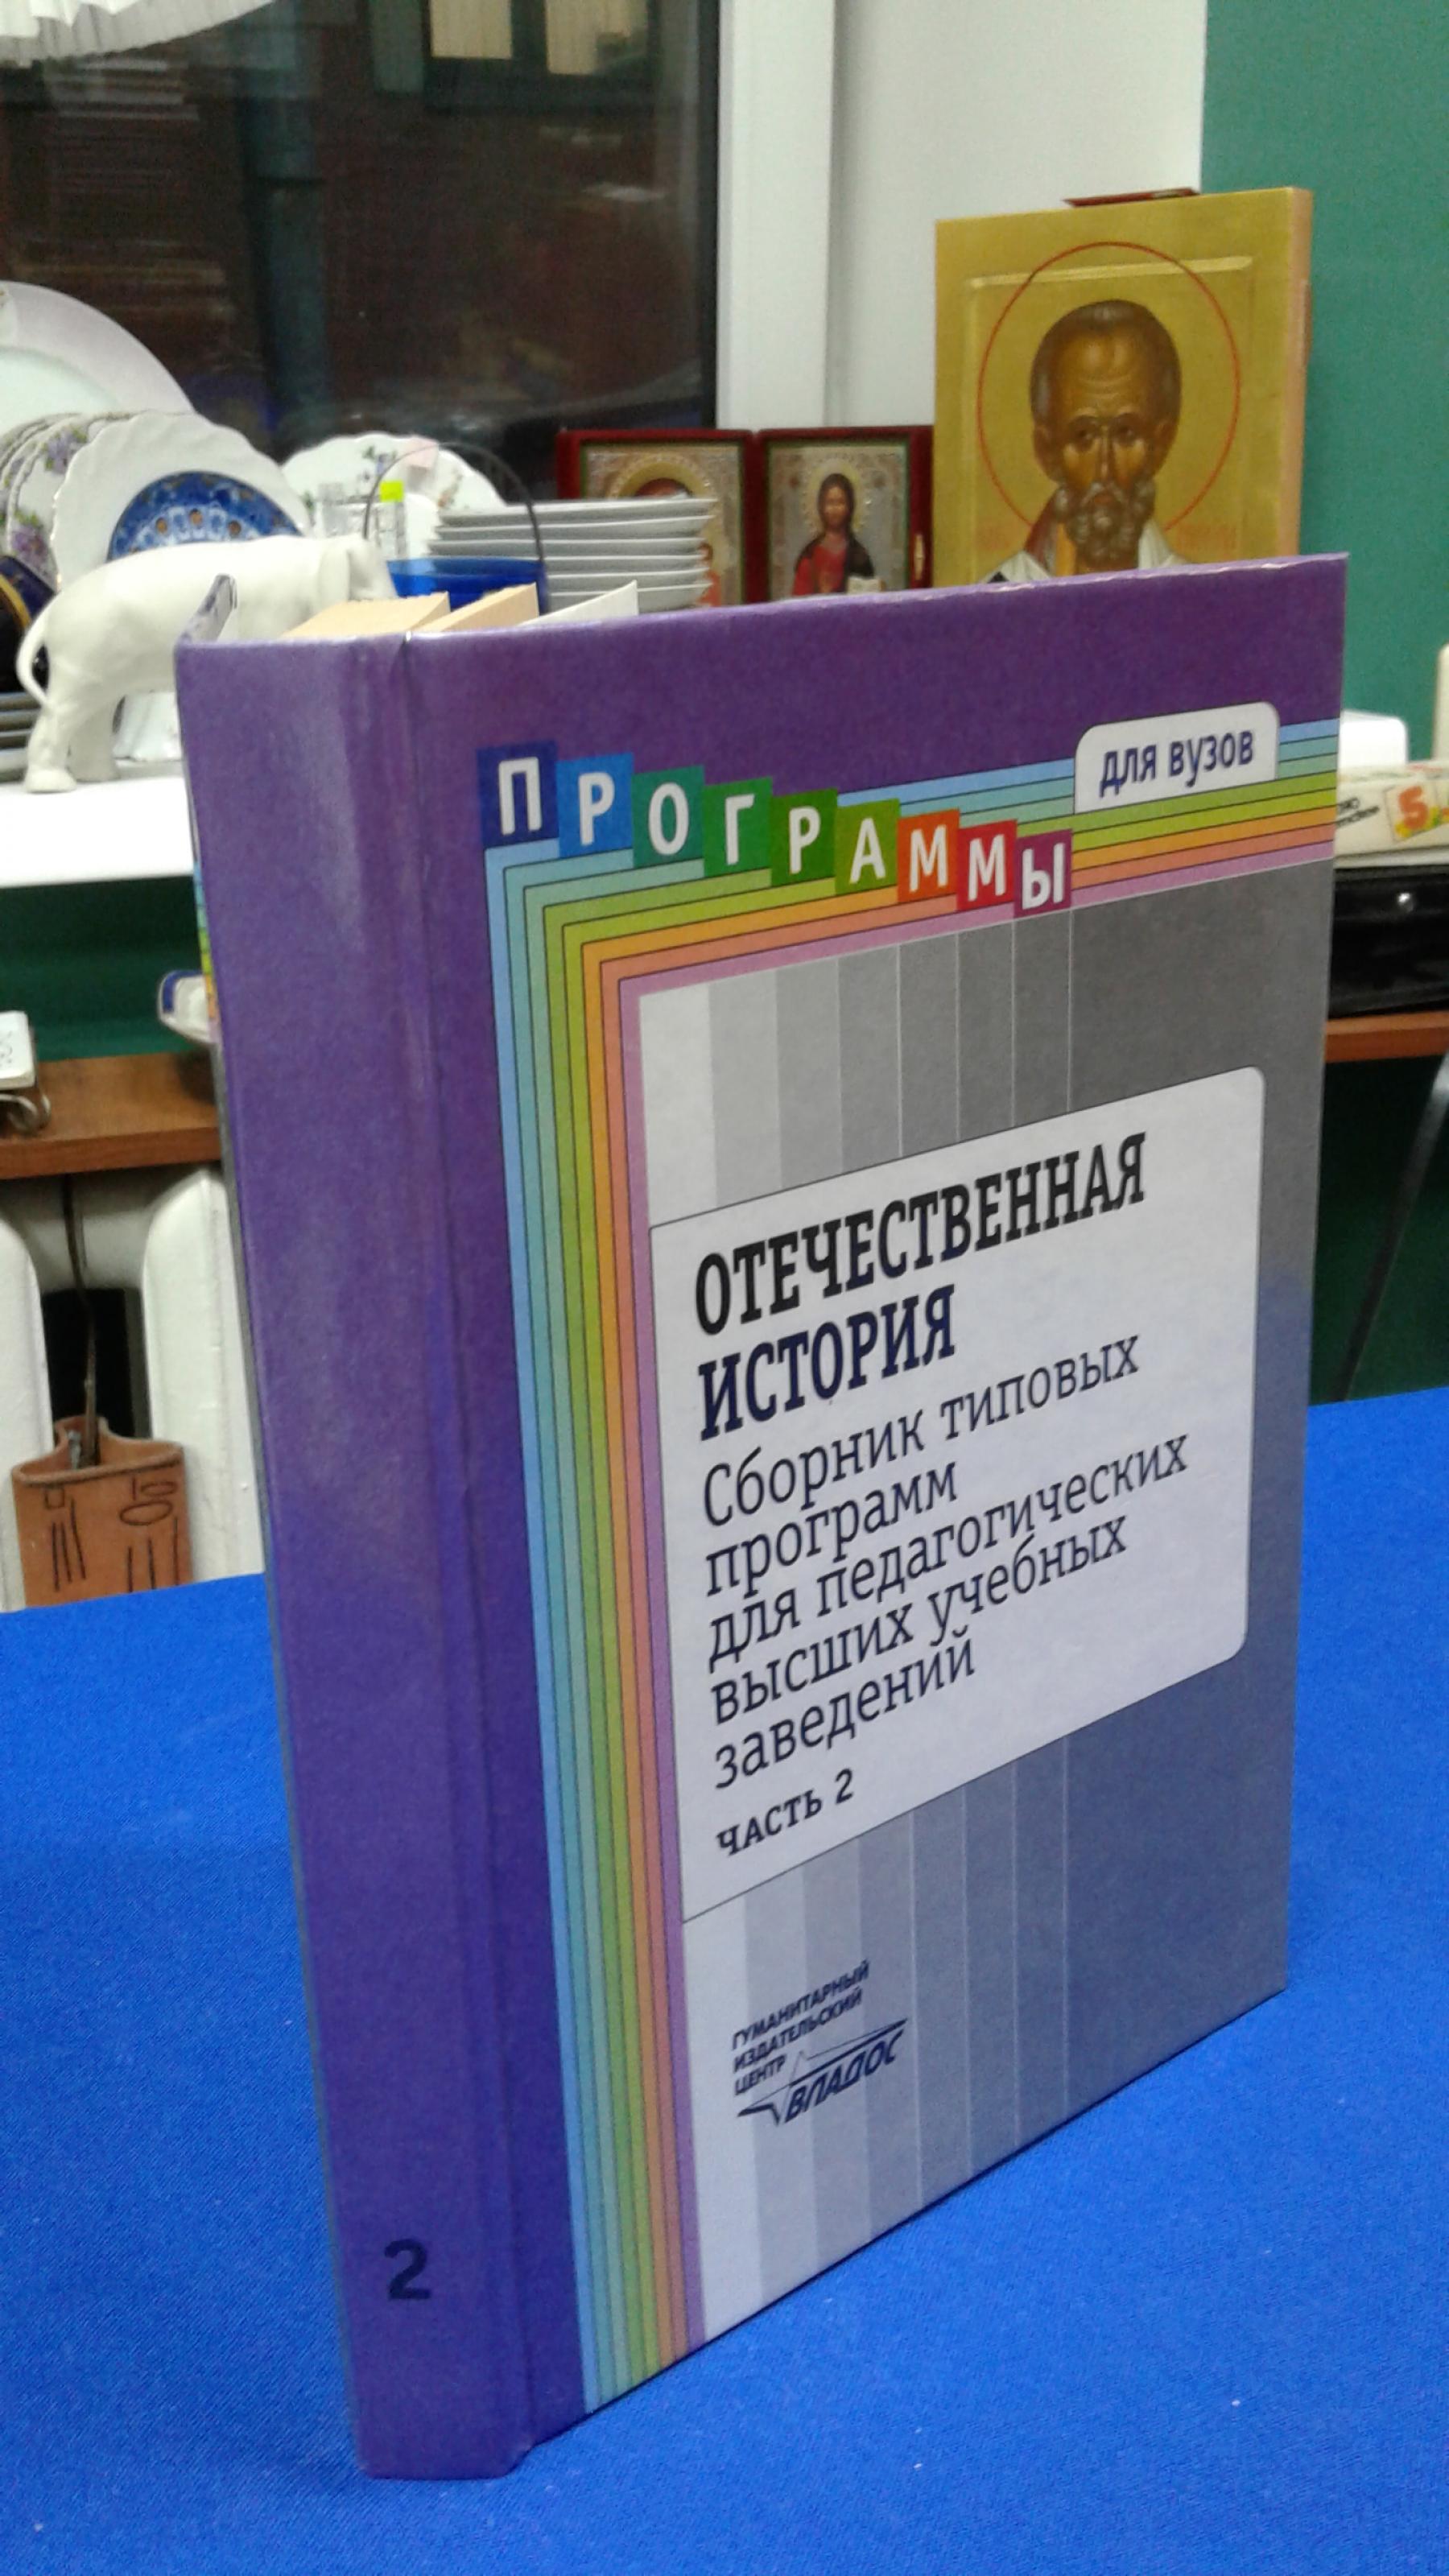 ПРОГРАММЫ
для вузов
ОТЕЧЕСТВЕННАЯ
ИСТОРИЯ
Сборник типовых
программ
для педагогических
высших учебных
заведений
ЧАСТЬ 2
ГУМАНИТАРНЫЙ
ИЗДАТЕЛЬСКИЙ
ЦЕНТР
ВЛАДОС
2
5